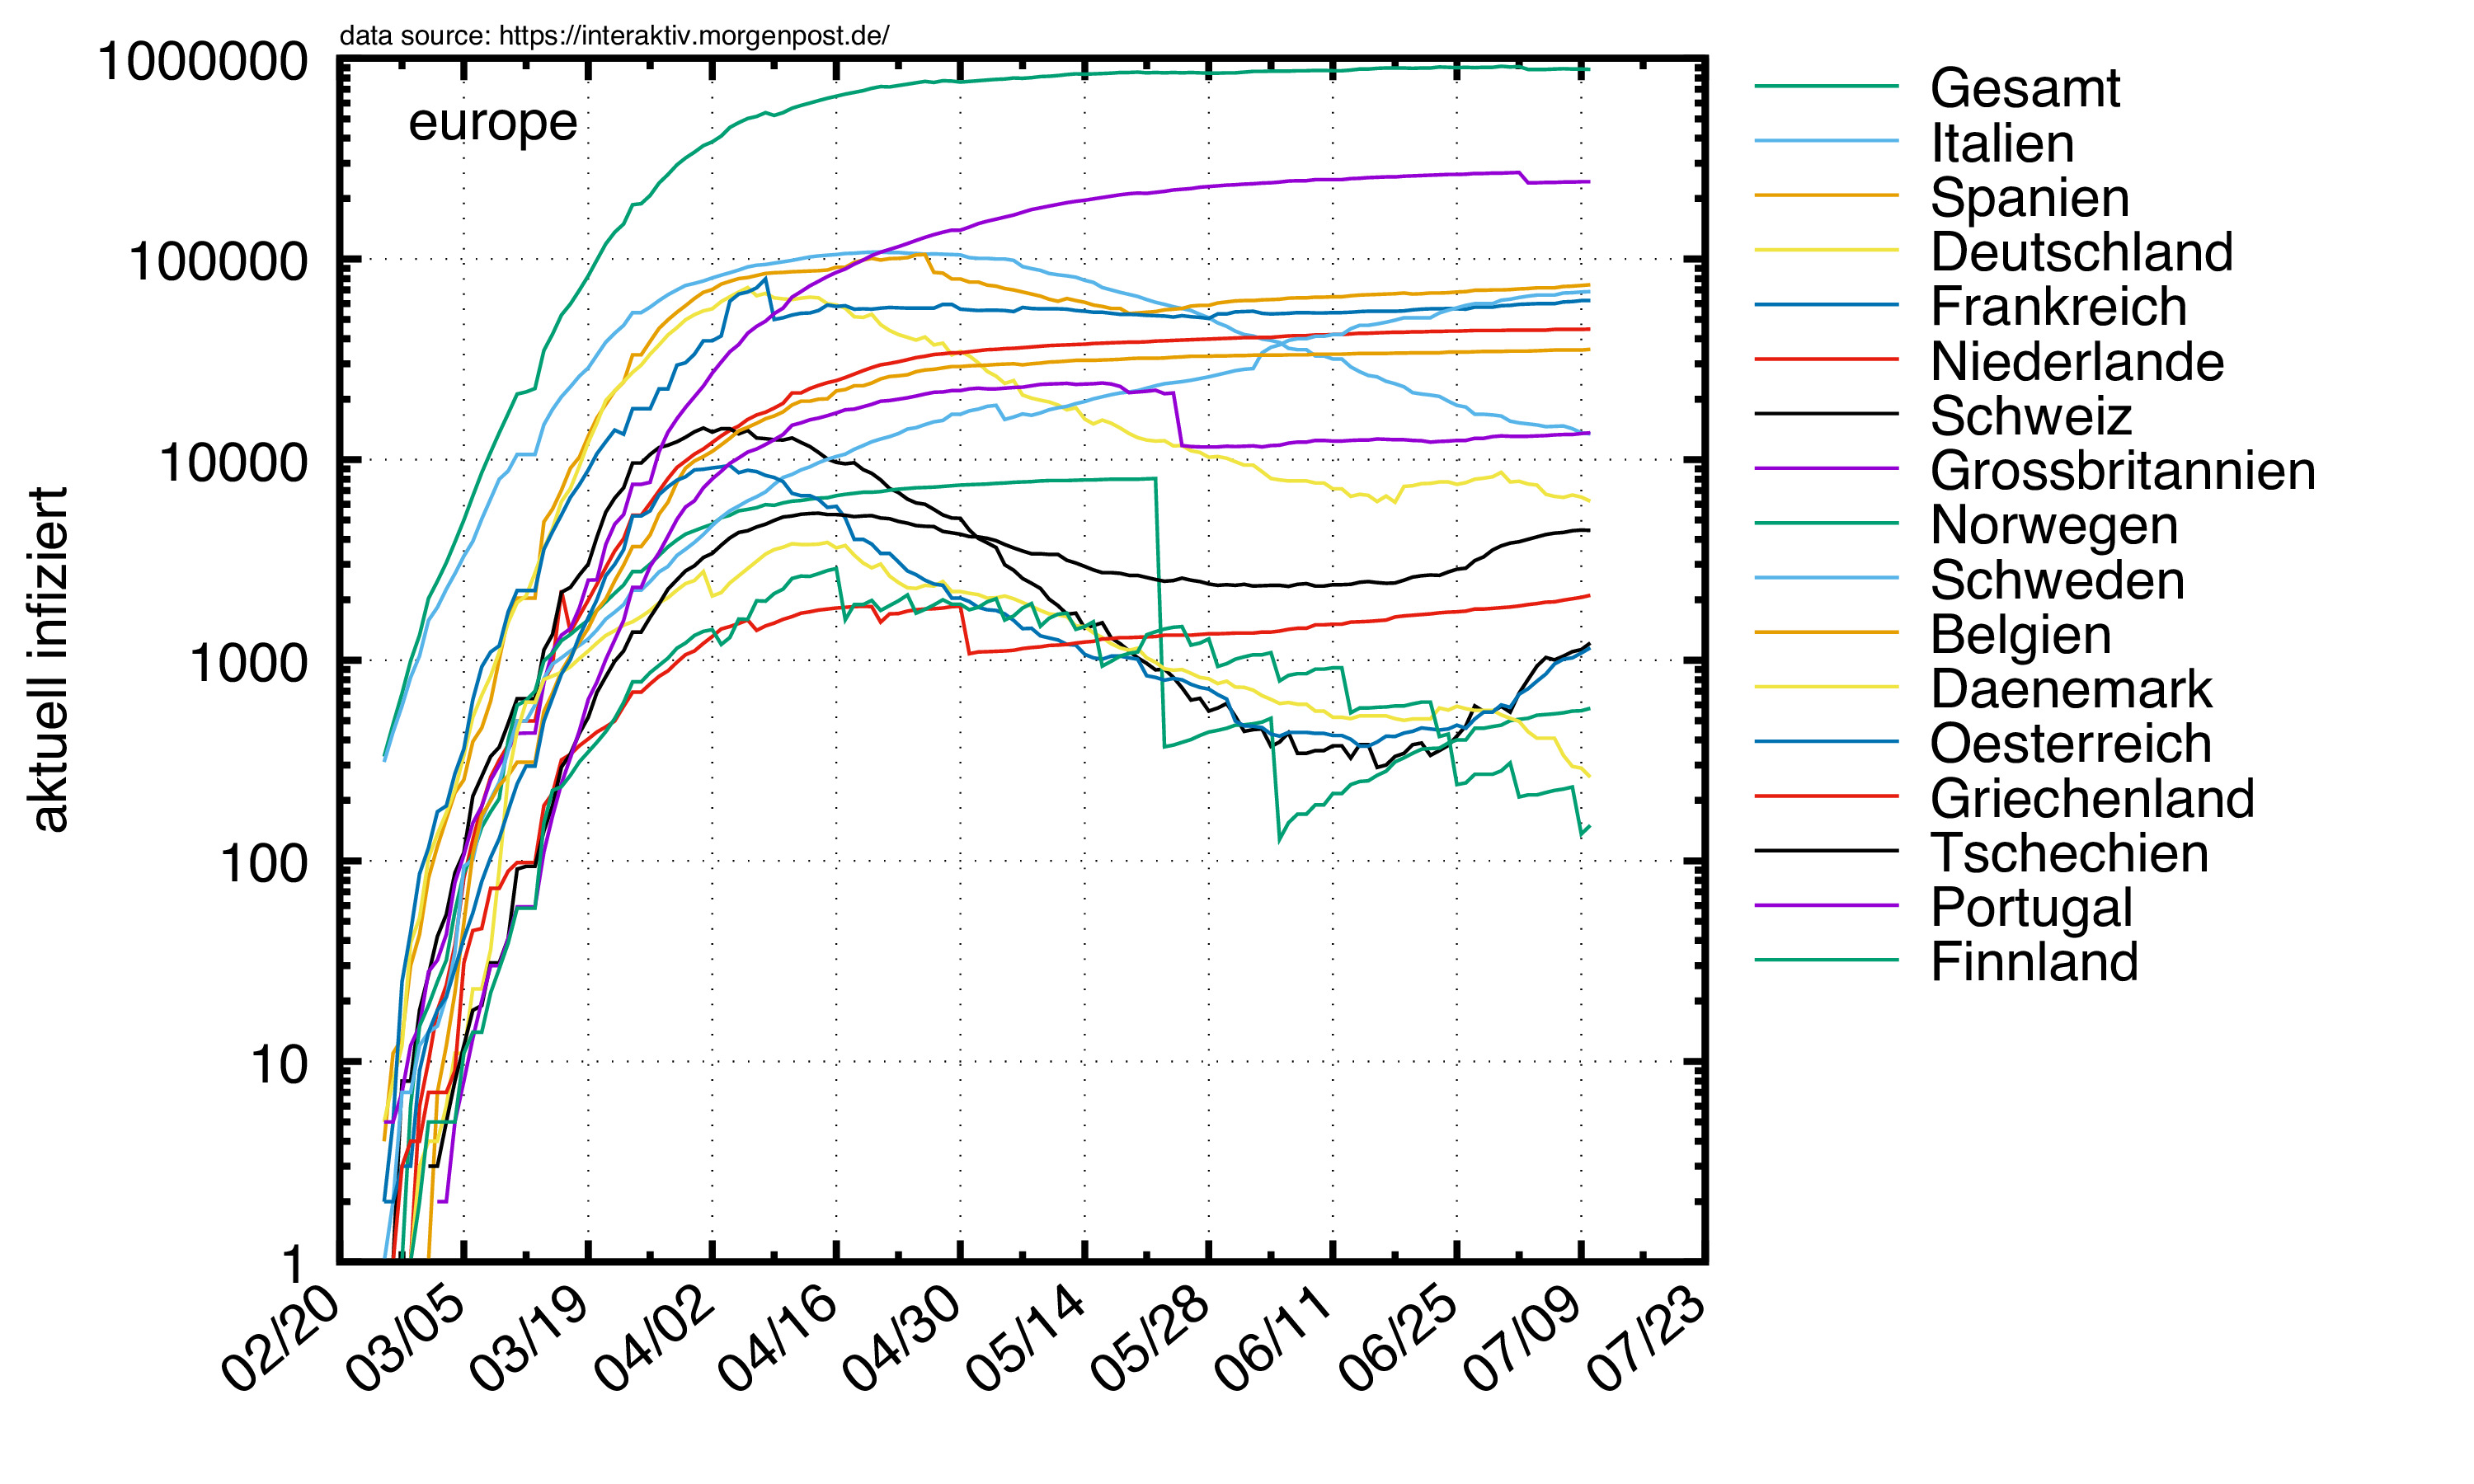 data source: https://interaktiv.morgenpost.de/
europe
aktuell infiziert
1000000
100000
10000
1000
100
10
1
02/20
03/05
03/19
04/02
04/16
04/30
05/14
05/28
06/11
06/25
07/09
07/23
Gesamt
Italien
Spanien
Deutschland
Frankreich
Niederlande
Schweiz
Grossbritannien
Norwegen
Schweden
Belgien
Daenemark
Oesterreich
Griechenland
Tschechien
Portugal
Finnland